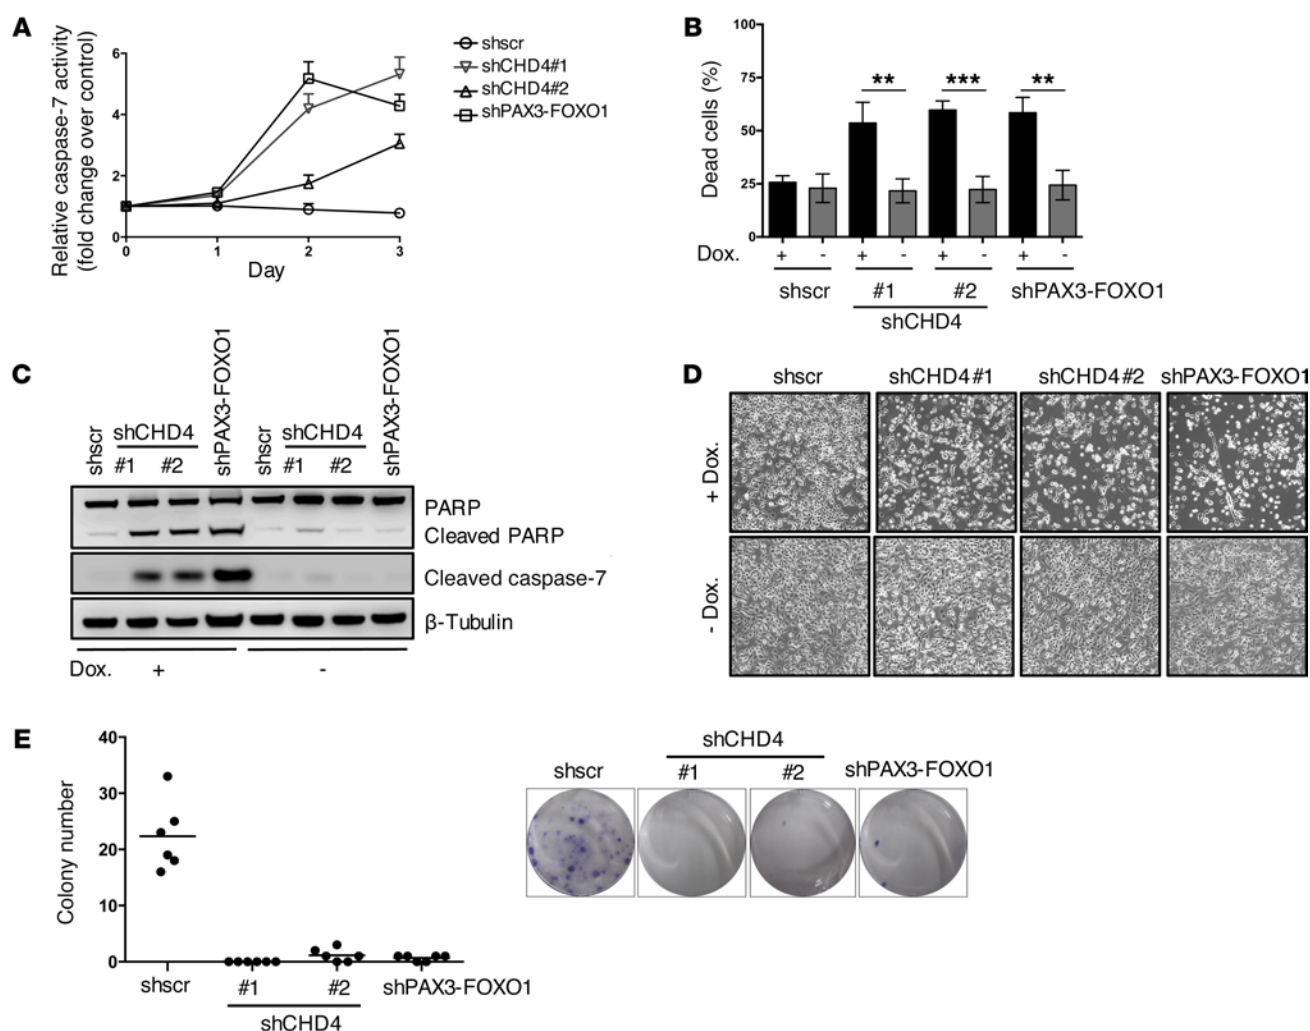 A
Relative caspase-7 activity
(fold change over control)
6
4
2
0
0 1 2 3
Day
shscr
shCHD4#1
shCHD4#2
shPAX3-FOXO1
B
Dead cells (%)
100
75
50
25
0
** *** **
Dox. + - + - + - + -
shscr #1 #2 shPAX3-FOXO1
shCHD4
C
shscr shCHD4 shPAX3-FOXO1 shscr shCHD4 shPAX3-FOXO1
#1 #2 #1 #2
PARP
Cleaved PARP
Cleaved caspase-7
β-Tubulin
Dox. + -
D
shscr shCHD4#1 shCHD4#2 shPAX3-FOXO1
+ Dox.
- Dox.
E
Colony number
40
30
20
10
0
shscr #1 #2 shPAX3-FOXO1
shCHD4
shCHD4
shscr #1 #2 shPAX3-FOXO1